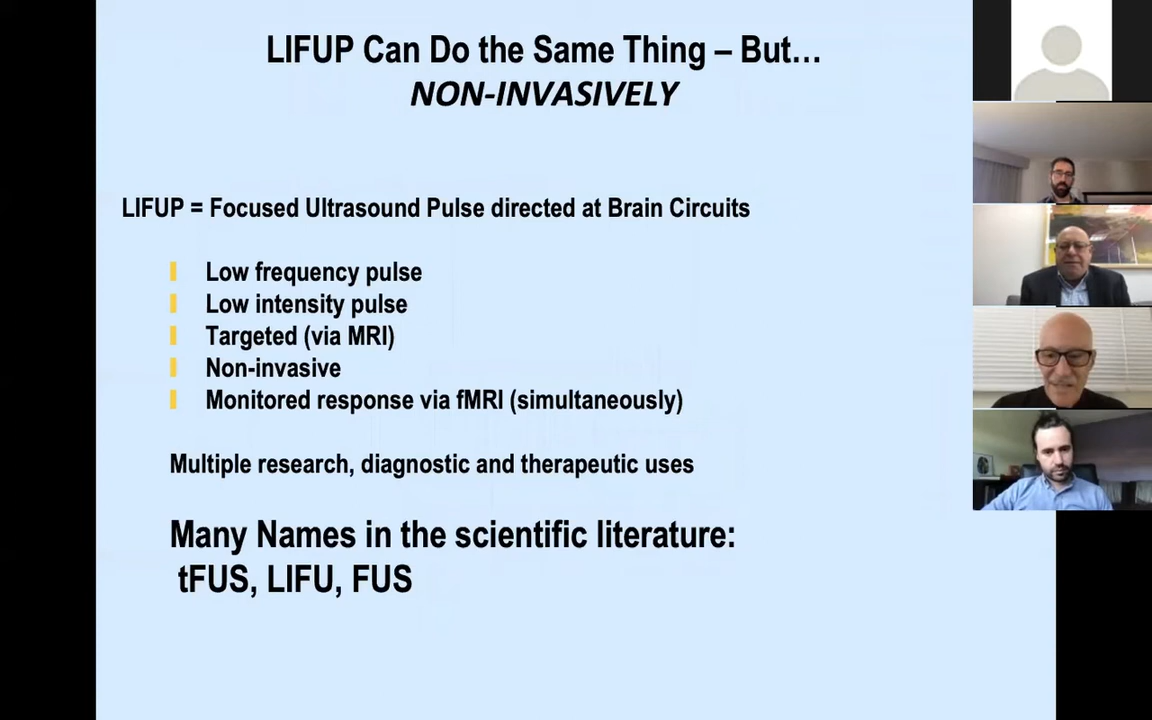 LIFUP Can Do the Same Thing – But…
NON-INVASIVELY
LIFUP = Focused Ultrasound Pulse directed at Brain Circuits
Low frequency pulse
Low intensity pulse
Targeted (via MRI)
Non-invasive
Monitored response via fMRI (simultaneously)
Multiple research, diagnostic and therapeutic uses
Many Names in the scientific literature:
tFUS, LIFU, FUS